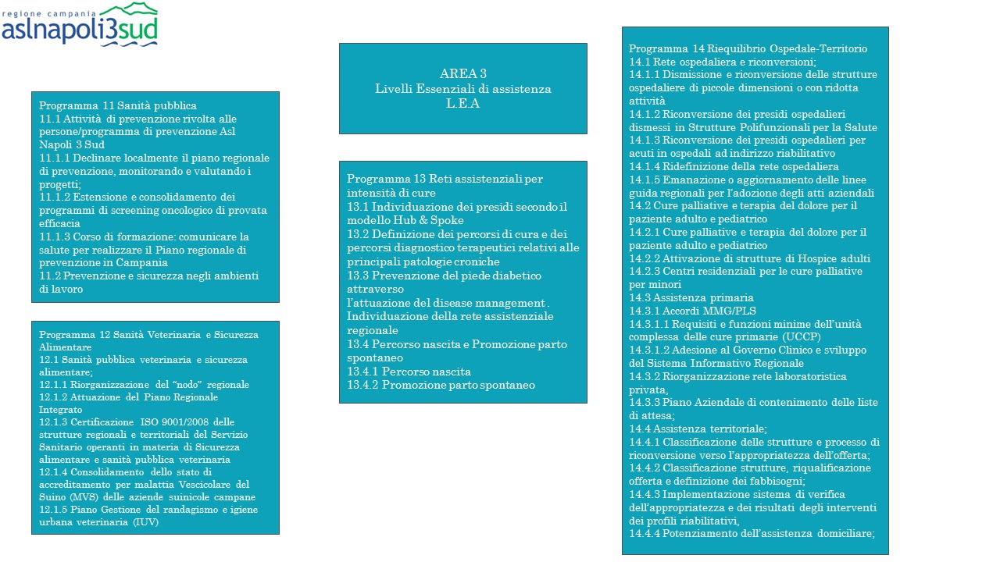 regione campania
aslnapoli3sud
AREA 3
Livelli Essenziali di assistenza
L.E.A
Programma 11 Sanità pubblica
11.1 Attività di prevenzione rivolta alle
persone/programma di prevenzione Asl
Napoli 3 Sud
11.1.1 Declinare localmente il piano regionale
di prevenzione, monitorando e valutando i
progetti;
11.1.2 Estensione e consolidamento dei
programmi di screening oncologico di provata
efficacia
11.1.3 Corso di formazione: comunicare la
salute per realizzare il Piano regionale di
prevenzione in Campania
11.2 Prevenzione e sicurezza negli ambienti
di lavoro
Programma 12 Sanità Veterinaria e Sicurezza
Alimentare
12.1 Sanità pubblica veterinaria e sicurezza
alimentare;
12.1.1 Riorganizzazione del “nodo” regionale
12.1.2 Attuazione del Piano Regionale
Integrato
12.1.3 Certificazione ISO 9001/2008 delle
strutture regionali e territoriali del Servizio
Sanitario operanti in materia di Sicurezza
alimentare e sanità pubblica veterinaria
12.1.4 Consolidamento dello stato di
accreditamento per malattia Vescicolare del
Suino (MVS) delle aziende suinicole campane
12.1.5 Piano Gestione del randagismo e igiene
urbana veterinaria (IUV)
Programma 13 Reti assistenziali per
intensità di cure
13.1 Individuazione dei presidi secondo il
modello Hub & Spoke
13.2 Definizione dei percorsi di cura e dei
percorsi diagnostico terapeutici relativi alle
principali patologie croniche
13.3 Prevenzione del piede diabetico
attraverso
l’attuazione del disease management .
Individuazione della rete assistenziale
regionale
13.4 Percorso nascita e Promozione parto
spontaneo
13.4.1 Percorso nascita
13.4.2 Promozione parto spontaneo
Programma 14 Riequilibrio Ospedale-Territorio
14.1 Rete ospedaliera e riconversioni;
14.1.1 Dismissione e riconversione delle strutture
ospedaliere di piccole dimensioni o con ridotta
attività
14.1.2 Riconversione dei presidi ospedalieri
dismessi in Strutture Polifunzionali per la Salute
14.1.3 Riconversione dei presidi ospedalieri per
acuti in ospedali ad indirizzo riabilitativo
14.1.4 Ridefinizione della rete ospedaliera
14.1.5 Emanazione o aggiornamento delle linee
guida regionali per l’adozione degli atti aziendali
14.2 Cure palliative e terapia del dolore per il
paziente adulto e pediatrico
14.2.1 Cure palliative e terapia del dolore per il
paziente adulto e pediatrico
14.2.2 Attivazione di strutture di Hospice adulti
14.2.3 Centri residenziali per le cure palliative
per minori
14.3 Assistenza primaria
14.3.1 Accordi MMG/PLS
14.3.1.1 Requisiti e funzioni minime dell’unità
complessa delle cure primarie (UCCP)
14.3.1.2 Adesione al Governo Clinico e sviluppo
del Sistema Informativo Regionale
14.3.2 Riorganizzazione rete laboratoristica
privata,
14.3.3 Piano Aziendale di contenimento delle liste
di attesa;
14.4 Assistenza territoriale;
14.4.1 Classificazione delle strutture e processo di
riconversione verso l’appropriatezza dell’offerta;
14.4.2 Classificazione strutture, riqualificazione
offerta e definizione dei fabbisogni;
14.4.3 Implementazione sistema di verifica
dell’appropriatezza e dei risultati degli interventi
dei profili riabilitativi,
14.4.4 Potenziamento dell’assistenza domiciliare;